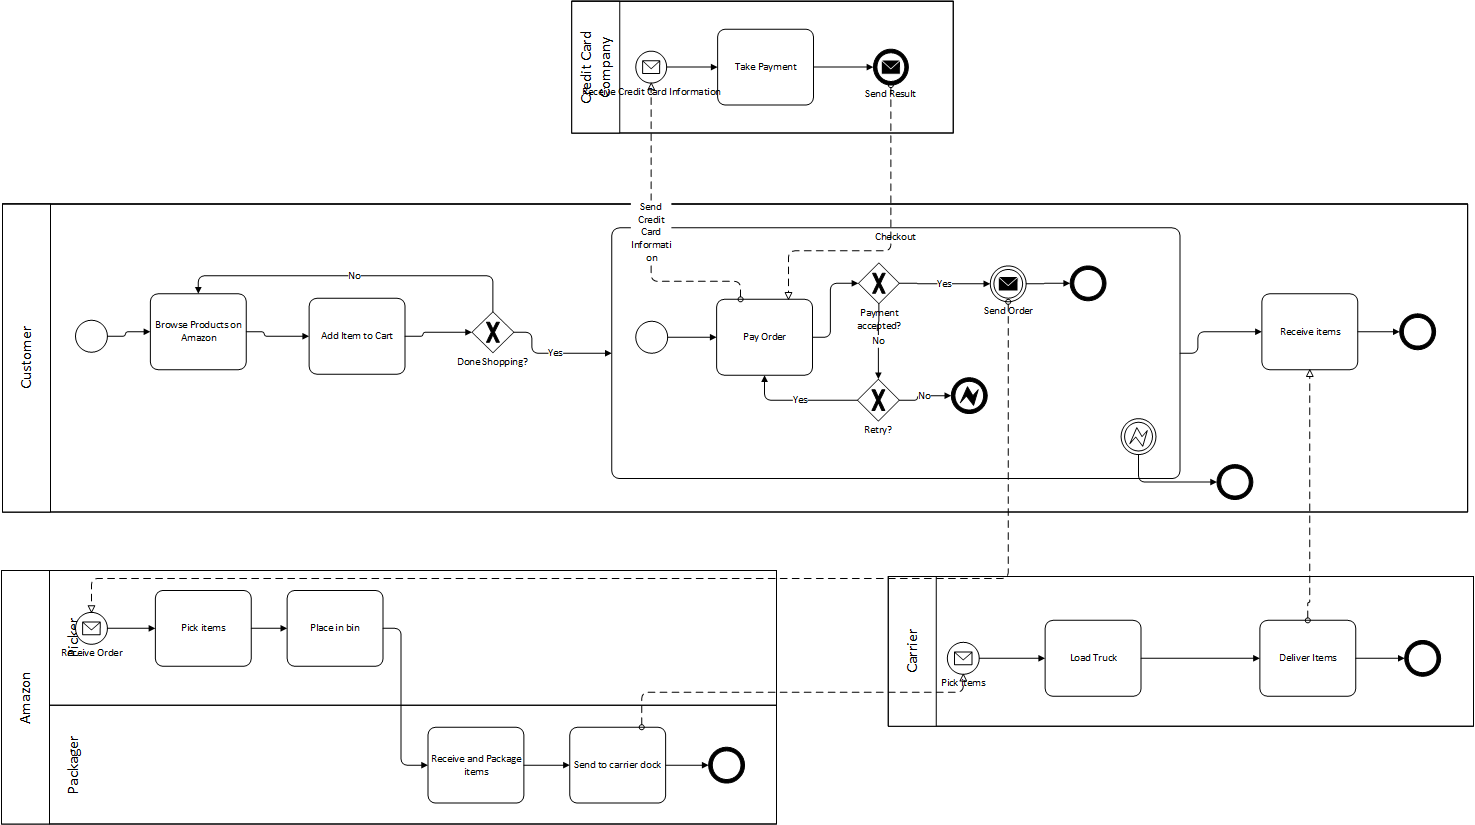 Credit Card
Company
Receive Credit Card Information
Take Payment
Send Result
Customer
Send
Credit
Card
Informati
on
Checkout
No
Browse Products on
Amazon
Add Item to Cart
Done Shopping?
Yes
Pay Order
Payment
accepted?
Yes
Send Order
No
Yes
Retry?
No
Receive items
Amazon
Picker
Receive Order
Pick items
Place in bin
Packager
Receive and Package
items
Send to carrier dock
Carrier
Pick Items
Load Truck
Deliver Items